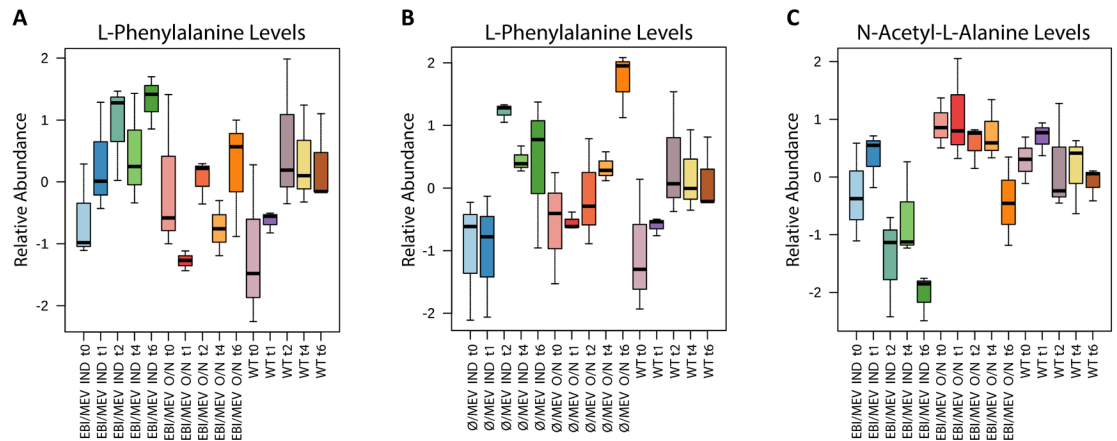 A
L-Phenylalanine Levels
Relative Abundance
2
1
0
-1
-2
EBI/MEV IND t0
EBI/MEV IND t1
EBI/MEV IND t2
EBI/MEV IND t4
EBI/MEV IND t6
EBI/MEV O/N t0
EBI/MEV O/N t1
EBI/MEV O/N t2
EBI/MEV O/N t4
EBI/MEV O/N t6
WT t0
WT t1
WT t2
WT t4
WT t6
B
L-Phenylalanine Levels
Relative Abundance
2
1
0
-1
-2
Ø/MEV IND t0
Ø/MEV IND t1
Ø/MEV IND t2
Ø/MEV IND t4
Ø/MEV IND t6
Ø/MEV O/N t0
Ø/MEV O/N t1
Ø/MEV O/N t2
Ø/MEV O/N t4
Ø/MEV O/N t6
WT t0
WT t1
WT t2
WT t4
WT t6
C
N-Acetyl-L-Alanine Levels
Relative Abundance
2
1
0
-1
-2
EBI/MEV IND t0
EBI/MEV IND t1
EBI/MEV IND t2
EBI/MEV IND t4
EBI/MEV IND t6
EBI/MEV O/N t0
EBI/MEV O/N t1
EBI/MEV O/N t2
EBI/MEV O/N t4
EBI/MEV O/N t6
WT t0
WT t1
WT t2
WT t4
WT t6